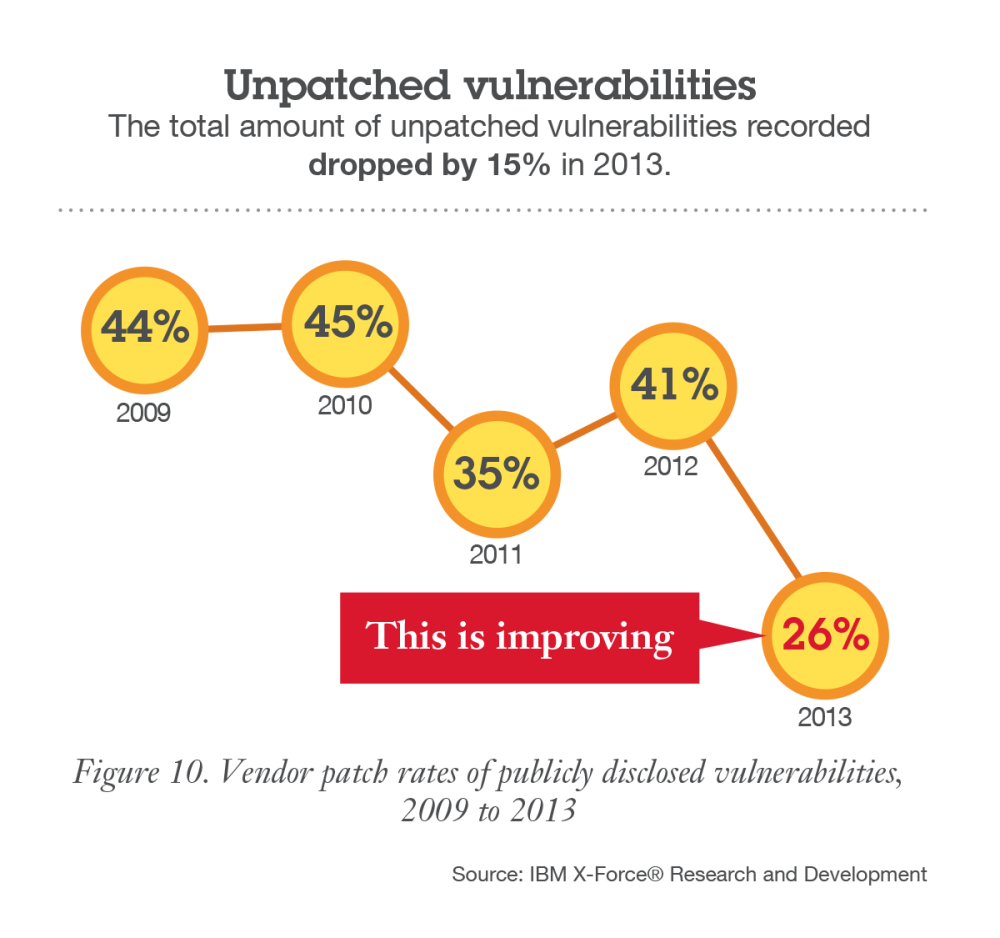 Unpatched vulnerabilities
The total amount of unpatched vulnerabilities recorded
dropped by 15% in 2013.
44%
2009
45%
2010
35%
2011
41%
2012
This is improving
26%
2013
Figure 10. Vendor patch rates of publicly disclosed vulnerabilities,
2009 to 2013
Source: IBM X-Force® Research and Development